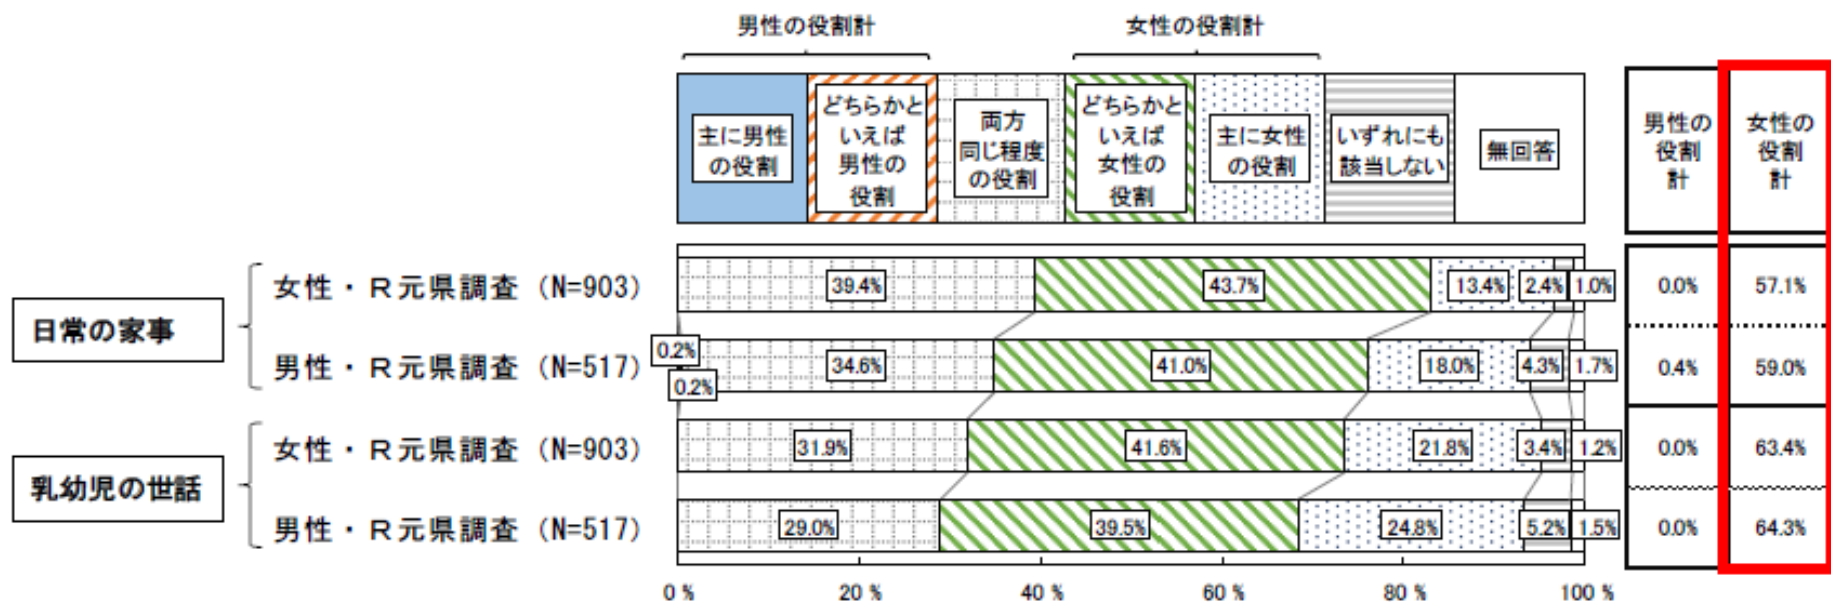 男性の役割計
女性の役割計
主に男性
の役割
どちらかと
いえば
男性の
役割
両方
同じ程度
の役割
どちらかと
いえば
女性の
役割
主に女性
の役割
いずれにも
該当しない
無回答
男性の
役割
計
女性の
役割
計
日常の家事
女性・R元県調査 (N=903)
39.4%
43.7%
13.4%
2.4%
1.0%
0.0%
57.1%
男性・R元県調査 (N=517)
0.2%
0.2%
34.6%
41.0%
18.0%
4.3%
1.7%
0.4%
59.0%
乳幼児の世話
女性・R元県調査 (N=903)
31.9%
41.6%
21.8%
3.4%
1.2%
0.0%
63.4%
男性・R元県調査 (N=517)
29.0%
39.5%
24.8%
5.2%
1.5%
0.0%
64.3%
0 %
20 %
40 %
60 %
80 %
100 %